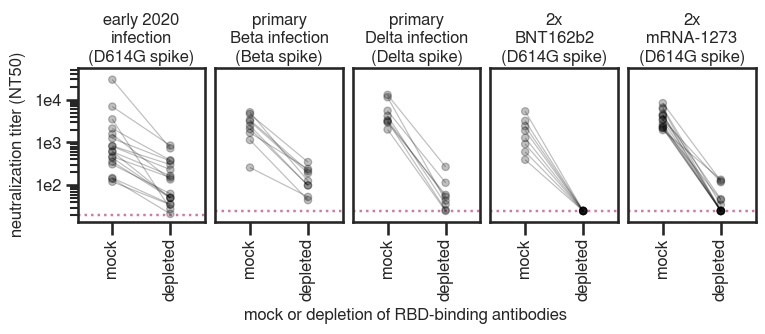 early 2020
infection
(D614G spike)
primary
Beta infection
(Beta spike)
primary
Delta infection
(Delta spike)
2x
BNT162b2
(D614G spike)
2x
mRNA-1273
(D614G spike)
neutralization titer (NT50)
1e4
1e3
1e2
mock
depleted
mock
depleted
mock
depleted
mock
depleted
mock
depleted
mock or depletion of RBD-binding antibodies